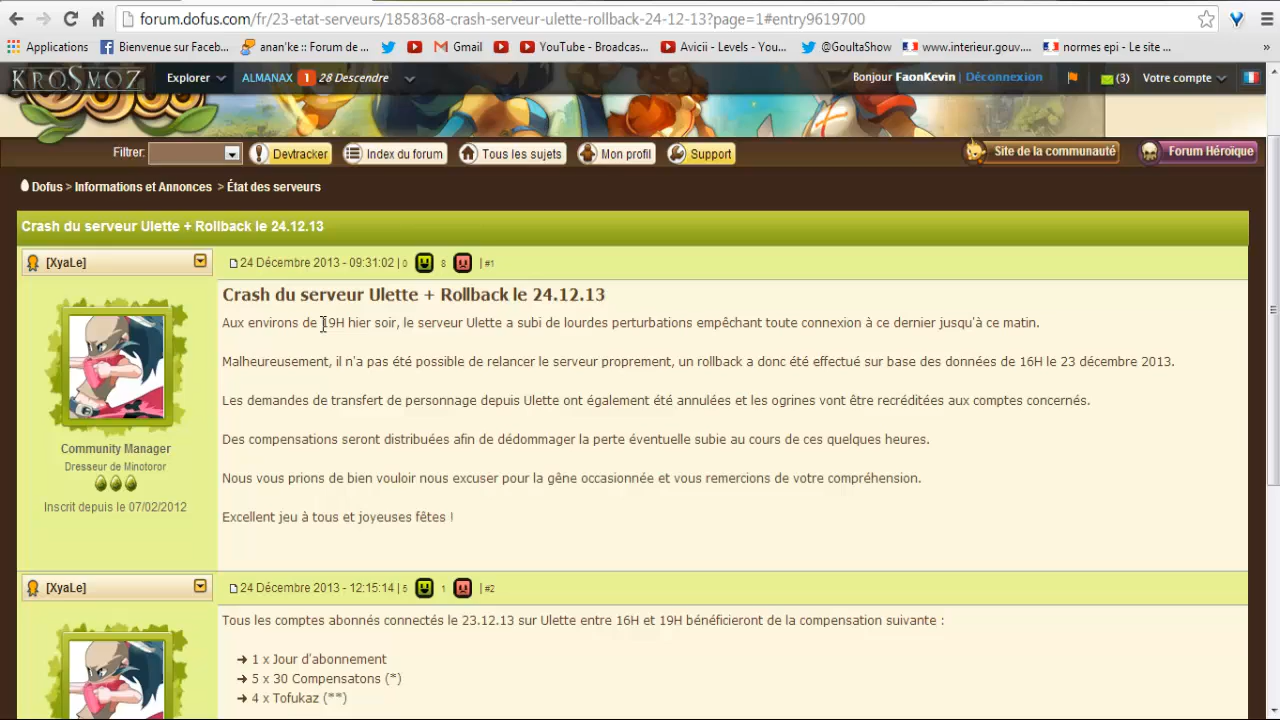 forum.dofus.com/fr/23-etat-serveurs/1858368-crash-serveur-ulette-rollback-24-12-13?page=1#entry9619700
Applications Bienvue sur Faceb... anan'ke :: Forum de ... Gmail YouTube - Broadcas... Avicii - Levels - You... @GoultaShow www.interieur.gouv.... normes epi - Le site ... »
KROSMOZ Explorer ALMANAX 1 28 Descendre Bonjour FaonKevin | Déconnexion (3) Votre compte
Filtrer: Devtracker Index du forum Tous les sujets Mon profil Support Site de la communauté Forum Héroïque
Dofus > Informations et Annonces > État des serveurs
Crash du serveur Ulette + Rollback le 24.12.13
[XyaLe] 24 Décembre 2013 - 09:31:02 | 0 8 | #1
Crash du serveur Ulette + Rollback le 24.12.13
Aux environs de 19H hier soir, le serveur Ulette a subi de lourdes perturbations empêchant toute connexion à ce dernier jusqu'à ce matin.
Malheureusement, il n'a pas été possible de relancer le serveur proprement, un rollback a donc été effectué sur base des données de 16H le 23 décembre 2013.
Les demandes de transfert de personnage depuis Ulette ont également été annulées et les ogrines vont être recréditées aux comptes concernés.
Des compensations seront distribuées afin de dédommager la perte éventuelle subie au cours de ces quelques heures.
Nous vous prions de bien vouloir nous excuser pour la gêne occasionnée et vous remercions de votre compréhension.
Excellent jeu à tous et joyeuses fêtes !
Community Manager
Dresseur de Minotoror
Inscrit depuis le 07/02/2012
[XyaLe] 24 Décembre 2013 - 12:15:14 | 5 1 | #2
Tous les comptes abonnés connectés le 23.12.13 sur Ulette entre 16H et 19H bénéficieront de la compensation suivante :
➔ 1 x Jour d'abonnement
➔ 5 x 30 Compensatons (*)
➔ 4 x Tofukaz (**)